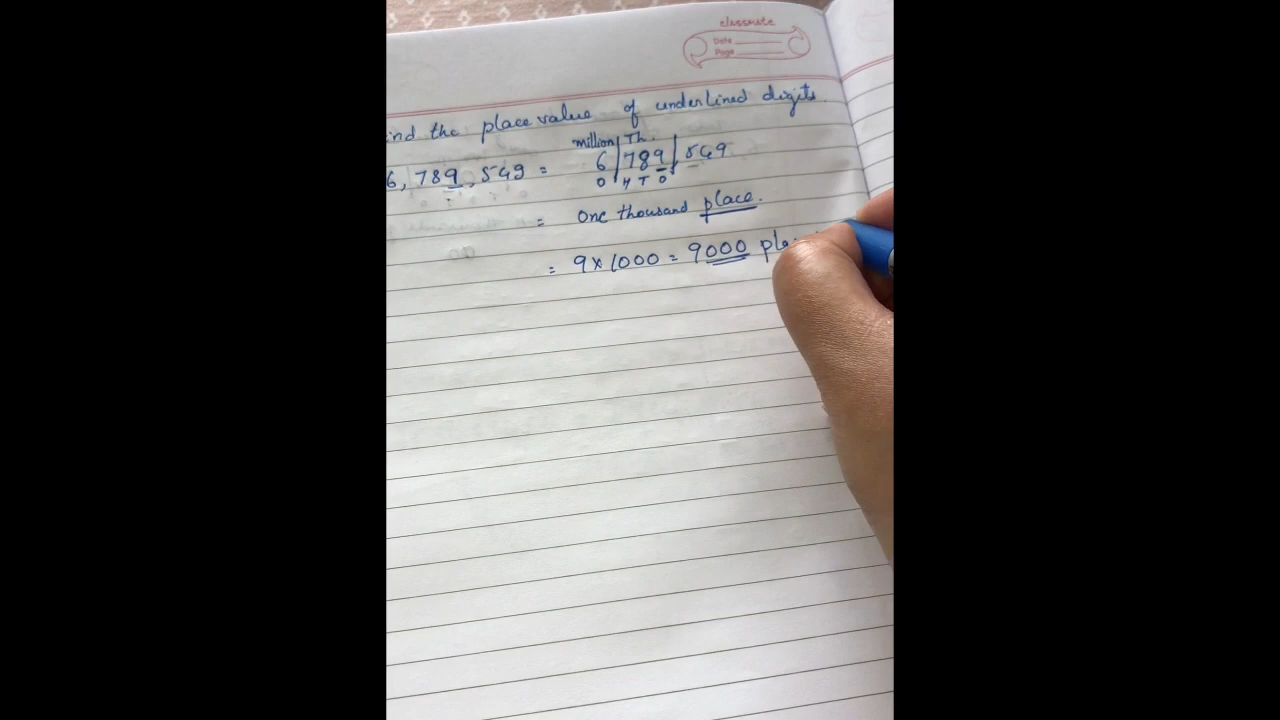 classmate
Date
Page
ind the place value of underlined digits.
million Th.
6, 789, 549 = 6 789 549
O H T O
= One thousand place.
= 9 × 1000 = 9000